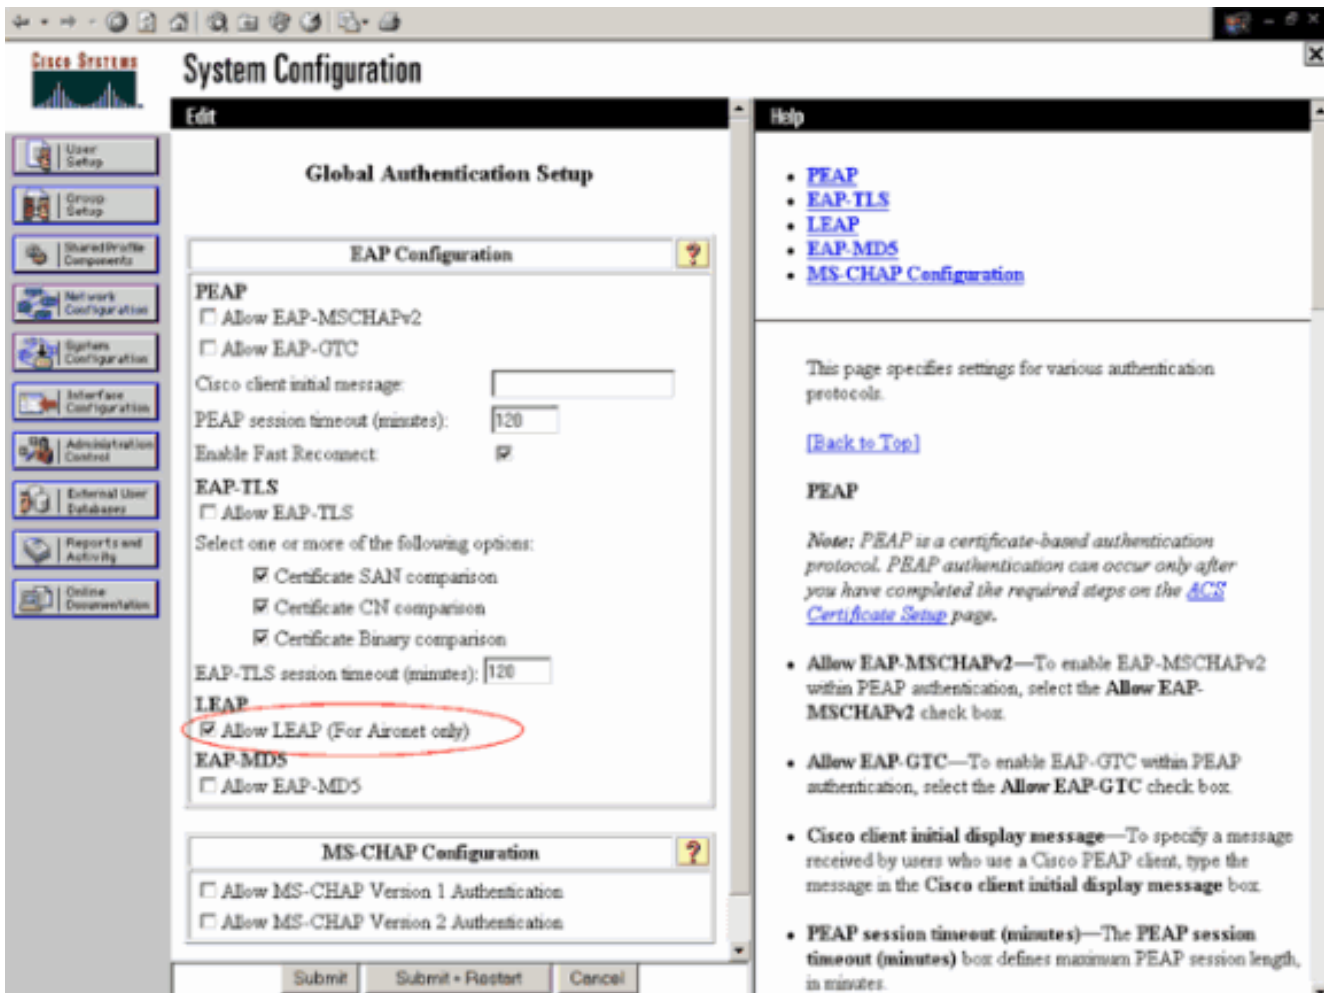 CISCO SYSTEMS
System Configuration
User
Setup
Group
Setup
Shared Profile
Components
Network
Configuration
System
Configuration
Interface
Configuration
Administration
Control
External User
Databases
Reports and
Activity
Online
Documentation
Edit
Global Authentication Setup
EAP Configuration
?
PEAP
Allow EAP-MSCHAPv2
Allow EAP-GTC
Cisco client initial message:
PEAP session timeout (minutes): 120
Enable Fast Reconnect:
EAP-TLS
Allow EAP-TLS
Select one or more of the following options:
Certificate SAN comparison
Certificate CN comparison
Certificate Binary comparison
EAP-TLS session timeout (minutes): 120
LEAP
Allow LEAP (For Aironet only)
EAP-MD5
Allow EAP-MD5
MS-CHAP Configuration
?
Allow MS-CHAP Version 1 Authentication
Allow MS-CHAP Version 2 Authentication
Submit
Submit + Restart
Cancel
Help
• PEAP
• EAP-TLS
• LEAP
• EAP-MD5
• MS-CHAP Configuration
This page specifies settings for various authentication
protocols.
[Back to Top]
PEAP
Note: PEAP is a certificate-based authentication
protocol. PEAP authentication can occur only after
you have completed the required steps on the ACS
Certificate Setup page.
• Allow EAP-MSCHAPv2—To enable EAP-MSCHAPv2
within PEAP authentication, select the Allow EAP-
MSCHAPv2 check box.
• Allow EAP-GTC—To enable EAP-GTC within PEAP
authentication, select the Allow EAP-GTC check box.
• Cisco client initial display message—To specify a message
received by users who use a Cisco PEAP client, type the
message in the Cisco client initial display message box.
• PEAP session timeout (minutes)—The PEAP session
timeout (minutes) box defines maximum PEAP session length,
in minutes.